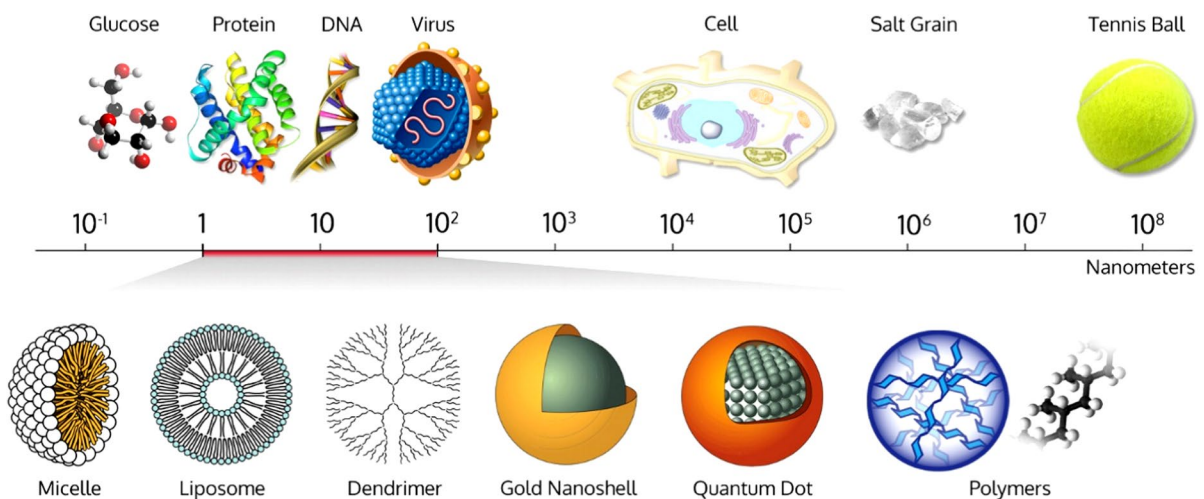 Glucose Protein DNA Virus Cell Salt Grain Tennis Ball
10⁻¹ 1 10 10² 10³ 10⁴ 10⁵ 10⁶ 10⁷ 10⁸
Nanometers
Micelle Liposome Dendrimer Gold Nanoshell Quantum Dot Polymers